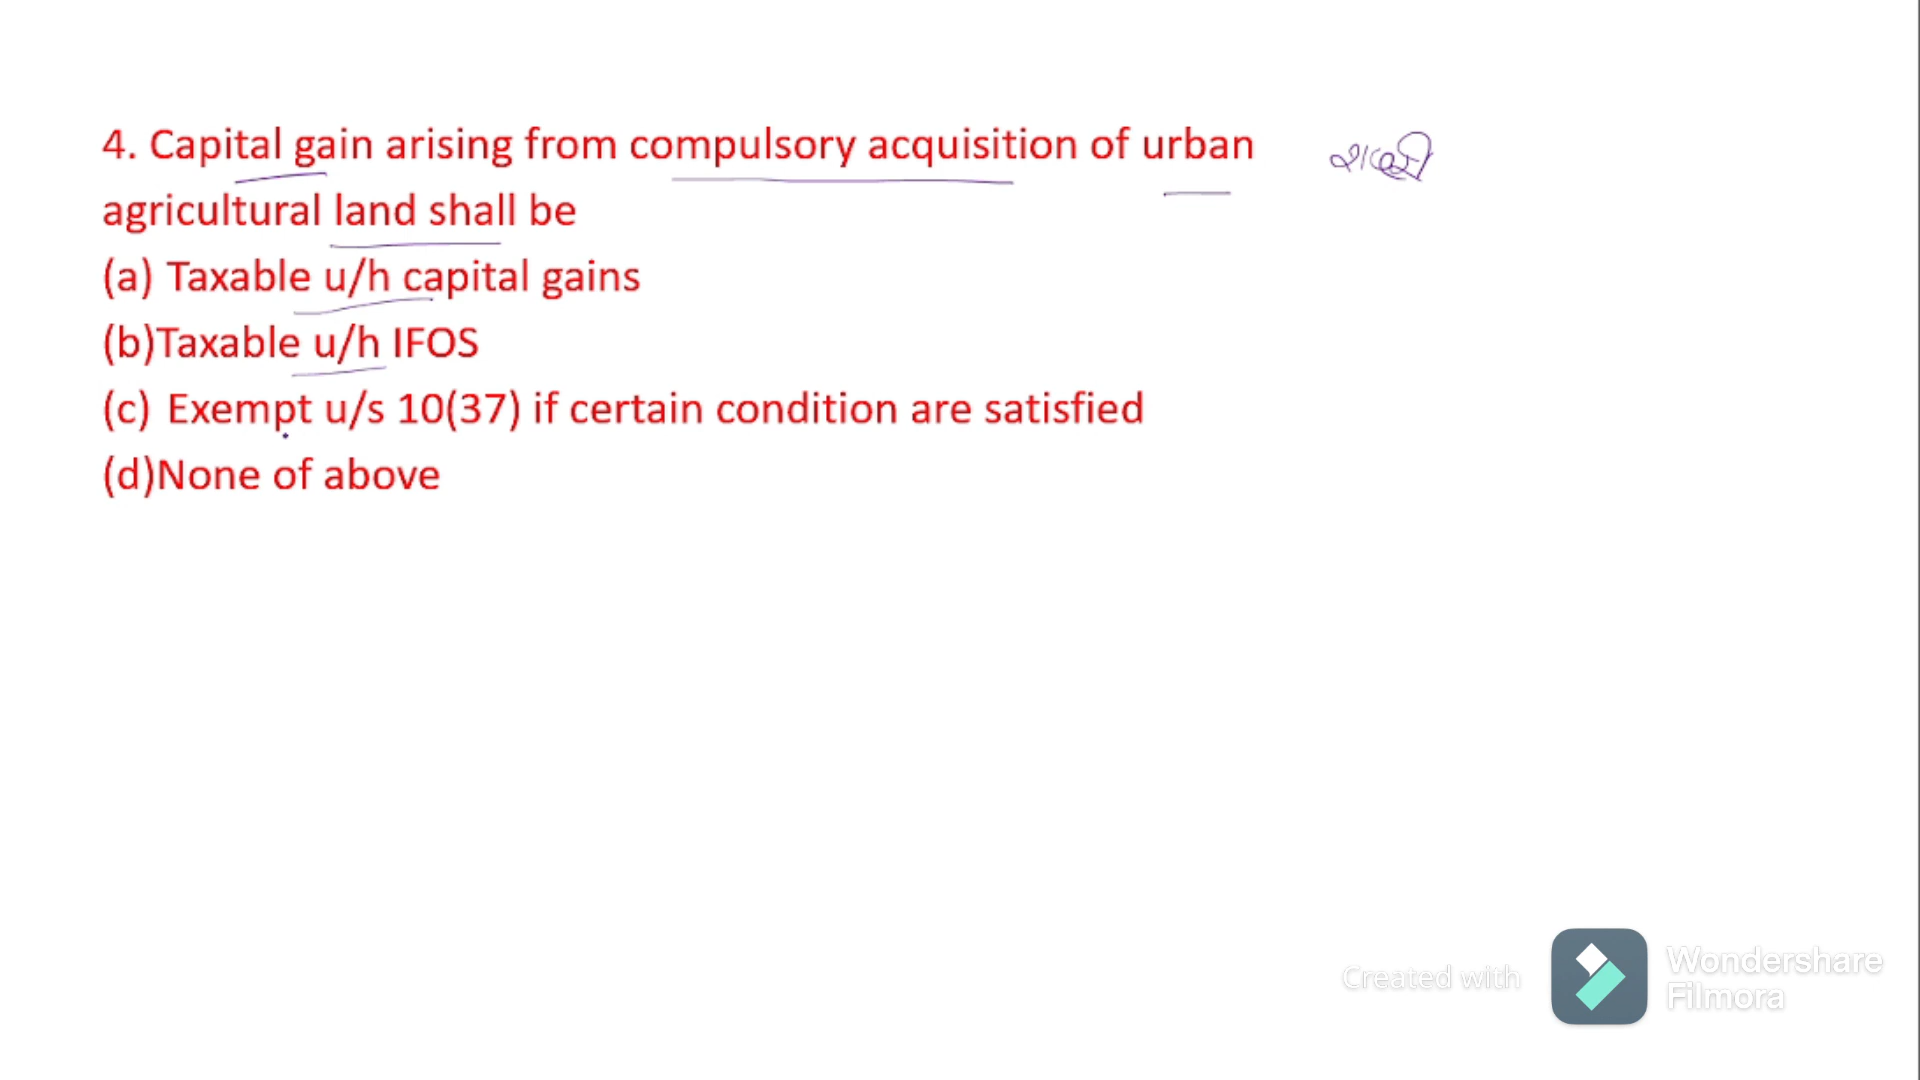 4. Capital gain arising from compulsory acquisition of urban
agricultural land shall be
(a) Taxable u/h capital gains
(b)Taxable u/h IFOS
(c) Exempt u/s 10(37) if certain condition are satisfied
(d)None of above
Created with
Wondershare
Filmora